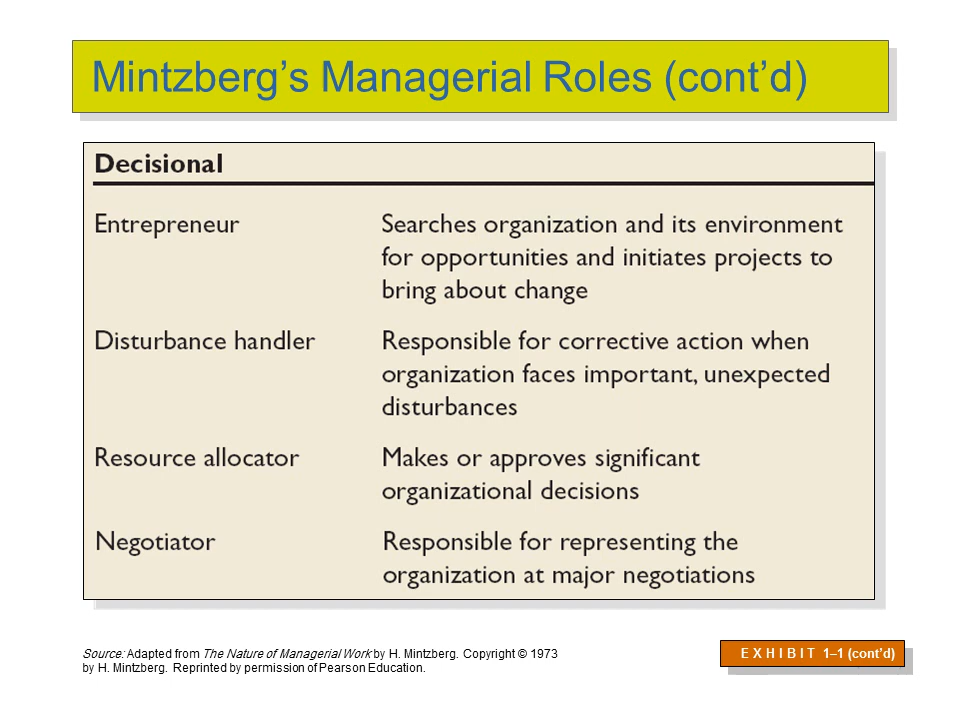 Mintzberg’s Managerial Roles (cont’d)
Decisional
Entrepreneur
Searches organization and its environment
for opportunities and initiates projects to
bring about change
Disturbance handler
Responsible for corrective action when
organization faces important, unexpected
disturbances
Resource allocator
Makes or approves significant
organizational decisions
Negotiator
Responsible for representing the
organization at major negotiations
Source: Adapted from The Nature of Managerial Work by H. Mintzberg. Copyright © 1973
by H. Mintzberg. Reprinted by permission of Pearson Education.
E X H I B I T 1–1 (cont’d)